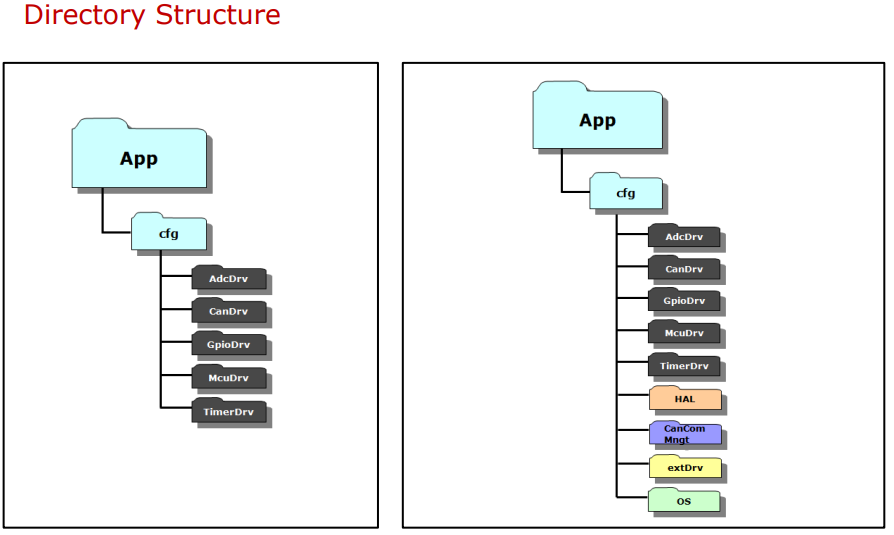 Directory Structure
App
cfg
AdcDrv
CanDrv
GpioDrv
McuDrv
TimerDrv
App
cfg
AdcDrv
CanDrv
GpioDrv
McuDrv
TimerDrv
HAL
CanCom
Mngt
extDrv
OS